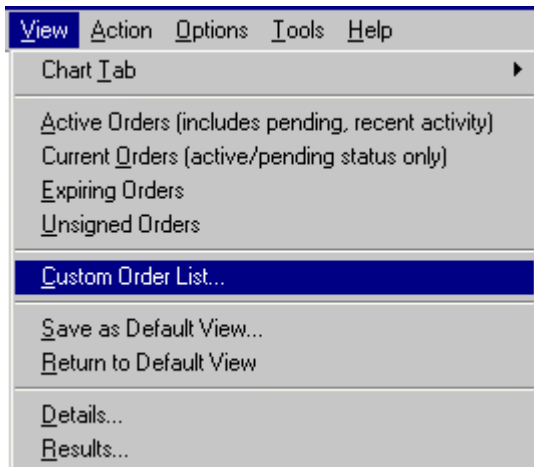 View Action Options Tools Help
Chart Tab
Active Orders (includes pending, recent activity)
Current Orders (active/pending status only)
Expiring Orders
Unsigned Orders
Custom Order List...
Save as Default View...
Return to Default View
Details...
Results...